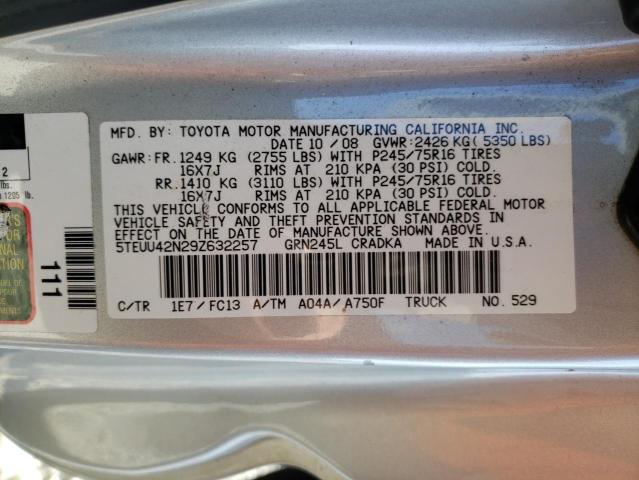 MFD. BY: TOYOTA MOTOR MANUFACTURING CALIFORNIA INC.
DATE 10 / 08 GVWR: 2426 KG( 5350 LBS)
GAWR: FR. 1249 KG (2755 LBS) WITH P245/75R16 TIRES
16X7J RIMS AT 210 KPA (30 PSI) COLD.
RR. 1410 KG (3110 LBS) WITH P245/75R16 TIRES
16X7J RIMS AT 210 KPA (30 PSI) COLD.
THIS VEHICLE CONFORMS TO ALL APPLICABLE FEDERAL MOTOR
VEHICLE SAFETY AND THEFT PREVENTION STANDARDS IN
EFFECT ON THE DATE OF MANUFACTURE SHOWN ABOVE.
5TEUU42N29Z632257 GRN245L CRADKA MADE IN U.S.A.
C/TR 1E7 / FC13 A/TM A04A / A750F TRUCK NO. 529
2
lbs.
1295 lb.
111